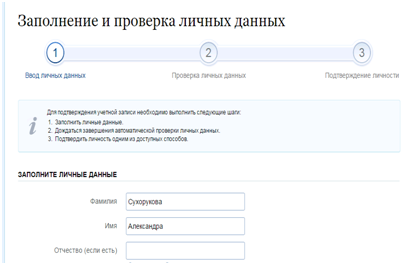 Заполнение и проверка личных данных
1 2 3
Ввод личных данных Проверка личных данных Подтверждение личности
Для подтверждения учетной записи необходимо выполнить следующие шаги:
1. Заполнить личные данные.
2. Дождаться завершения автоматической проверки личных данных.
3. Подтвердить личность одним из доступных способов.
ЗАПОЛНИТЕ ЛИЧНЫЕ ДАННЫЕ
Фамилия Сухорукова
Имя Александра
Отчество (если есть)